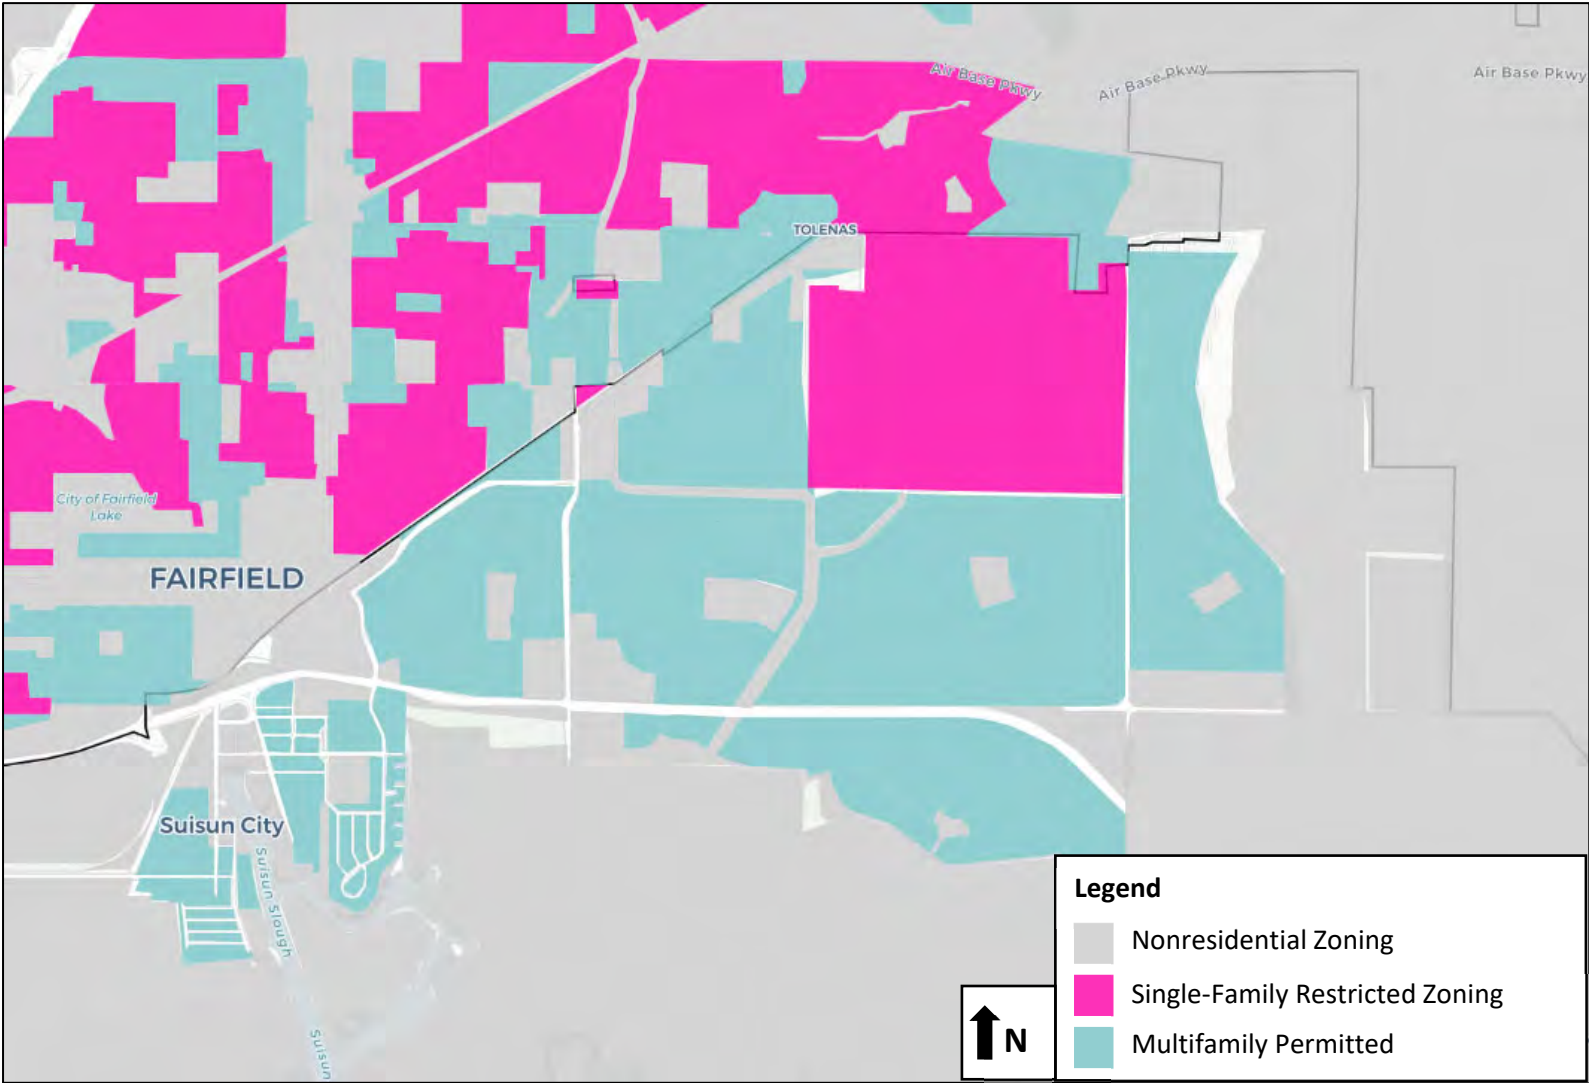 Air Base Pkwy
Air Base Pkwy
Air Base Pkwy
TOLENAS
City of Fairfield
Lake
FAIRFIELD
Suisun City
Suisun Slough
Suisun
Legend
Nonresidential Zoning
Single-Family Restricted Zoning
Multifamily Permitted
N